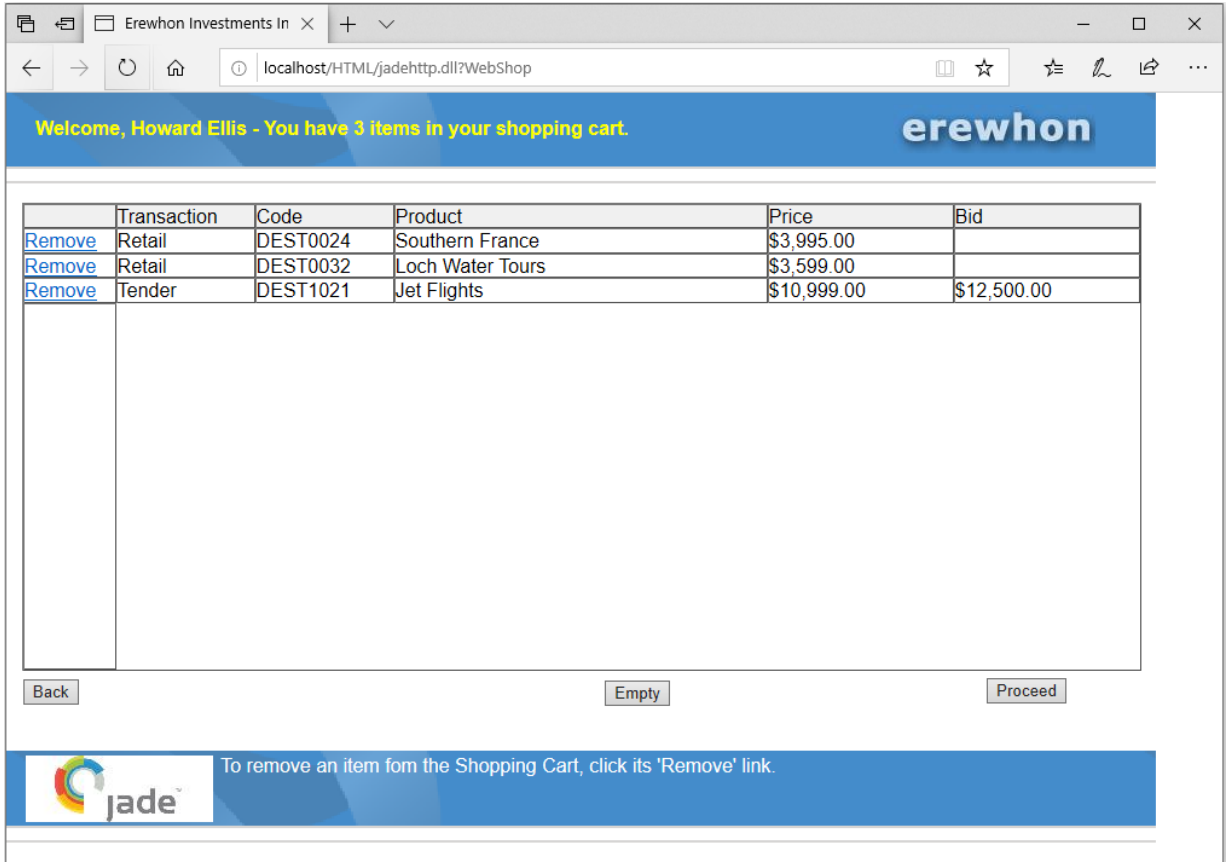 Erewhon Investments In
localhost/HTML/jadehttp.dll?WebShop
Welcome, Howard Ellis - You have 3 items in your shopping cart.
erewhon
Transaction Code Product Price Bid
Remove Retail DEST0024 Southern France $3,995.00
Remove Retail DEST0032 Loch Water Tours $3,599.00
Remove Tender DEST1021 Jet Flights $10,999.00 $12,500.00
Back Empty Proceed
To remove an item fom the Shopping Cart, click its 'Remove' link.
jade